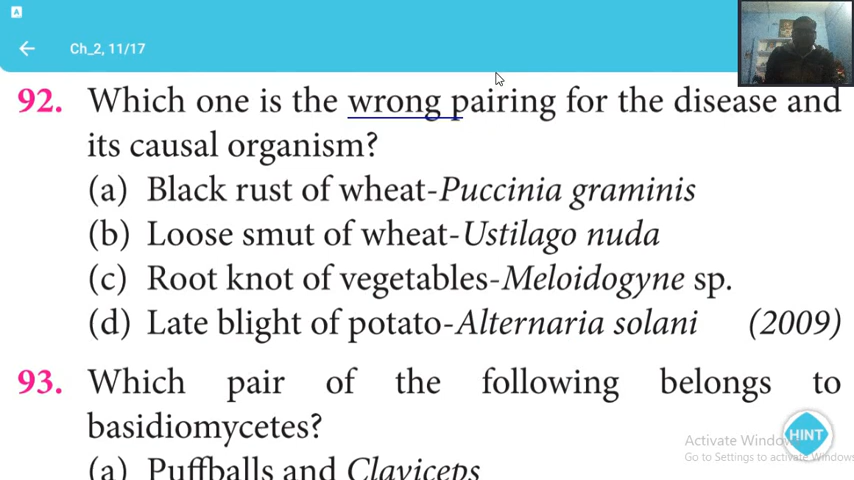 A
Ch_2, 11/17
92. Which one is the wrong pairing for the disease and
its causal organism?
(a) Black rust of wheat-Puccinia graminis
(b) Loose smut of wheat-Ustilago nuda
(c) Root knot of vegetables-Meloidogyne sp.
(d) Late blight of potato-Alternaria solani (2009)
93. Which pair of the following belongs to
basidiomycetes?
HINT
Activate Windo
Go to Settings to activate Windows
(a) Puffballs and Claviceps